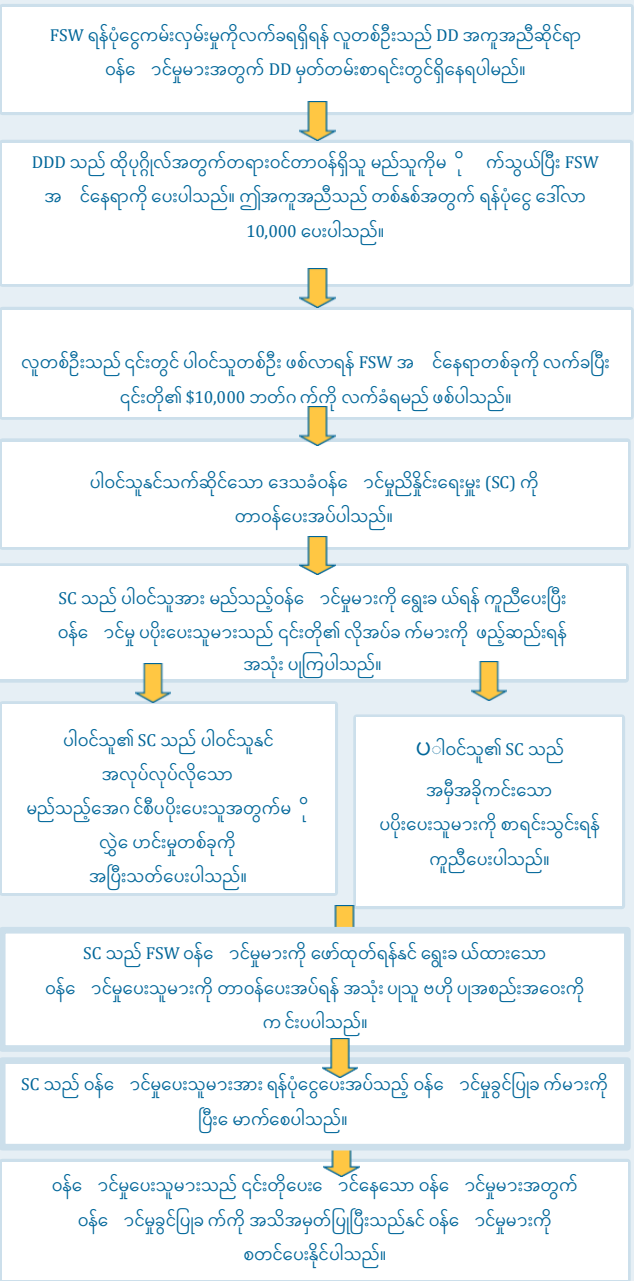 FSW ရန်ပုံငွေကမ်းလှမ်းမှုကိုလက်ခရရှိရန် လူတစ်ဦးသည် DD အကူအညီဆိုင်ရာ
ဝန်ေ ာင်မှုမားအတွက် DD မှတ်တမ်းစာရင်းတွင်ရှိနေရပါမည်။
DDD သည် ထိုပုဂ္ဂိုလ်အတွက်တရားဝင်တာဝန်ရှိသူ မည်သူကိုမ ို က်သွယ်ပြီး FSW
အ င်နေရာကို ပေးပါသည်။ ဤအကူအညီသည် တစ်နစ်အတွက် ရန်ပုံငွေ ဒေါ်လာ
10,000 ပေးပါသည်။
လူတစ်ဦးသည် ၎င်းတွင် ပါဝင်သူတစ်ဦး ဖစ်လာရန် FSW အ င်နေရာတစ်ခုကို လက်ခပြီး
၎င်းတို၏ $10,000 ဘတ်ဂ က်ကို လက်ခံရမည် ဖစ်ပါသည်။
ပါဝင်သူနင်သက်ဆိုင်သော ဒေသခံဝန်ေ ာင်မှုညှိနှိုင်းရေးမှူး (SC) ကို
တာဝန်ပေးအပ်ပါသည်။
SC သည် ပါဝင်သူအား မည်သည့်ဝန်ေ ာင်မှုမားကို ရွေးခ ယ်ရန် ကူညီပေးပြီး
ဝန်ေ ာင်မှု ပပိုးပေးသူမားသည် ၎င်းတို၏ လိုအပ်ခ က်မားကို ဖည့်ဆည်းရန်
အသုံး ပုကြပါသည်။
ပါဝင်သူ၏ SC သည် ပါဝင်သူနင်
အလုပ်လုပ်လိုသော
မည်သည့်အေဂ င်စီပပိုးပေးသူအတွက်မ ို
လွှဲေ ဟင်းမှုတစ်ခုကို
အပြီးသတ်ပေးပါသည်။
ပါဝင်သူ၏ SC သည်
အမှီအခိုကင်းသော
ပပိုးပေးသူမားကို စာရင်းသွင်းရန်
ကူညီပေးပါသည်။
SC သည် FSW ဝန်ေ ာင်မှုမားကို ဖော်ထုတ်ရန်နင် ရွေးခ ယ်ထားသော
ဝန်ေ ာင်မှုပေးသူမားကို တာဝန်ပေးအပ်ရန် အသုံး ပုသူ ဗဟို ပုအစည်းအဝေးကို
က င်းပပါသည်။
SC သည် ဝန်ေ ာင်မှုပေးသူမားအား ရန်ပုံငွေပေးအပ်သည့် ဝန်ေ ာင်မှုခွင်ပြုခ က်မားကို
ပြီးေ မာက်စေပါသည်။
ဝန်ေ ာင်မှုပေးသူမားသည် ၎င်းတိုပေးေ ာင်နေသော ဝန်ေ ာင်မှုမားအတွက်
ဝန်ေ ာင်မှုခွင်ပြုခ က်ကို အသိအမှတ်ပြုပြီးသည်နင် ဝန်ေ ာင်မှုမားကို
စတင်ပေးနိုင်ပါသည်။